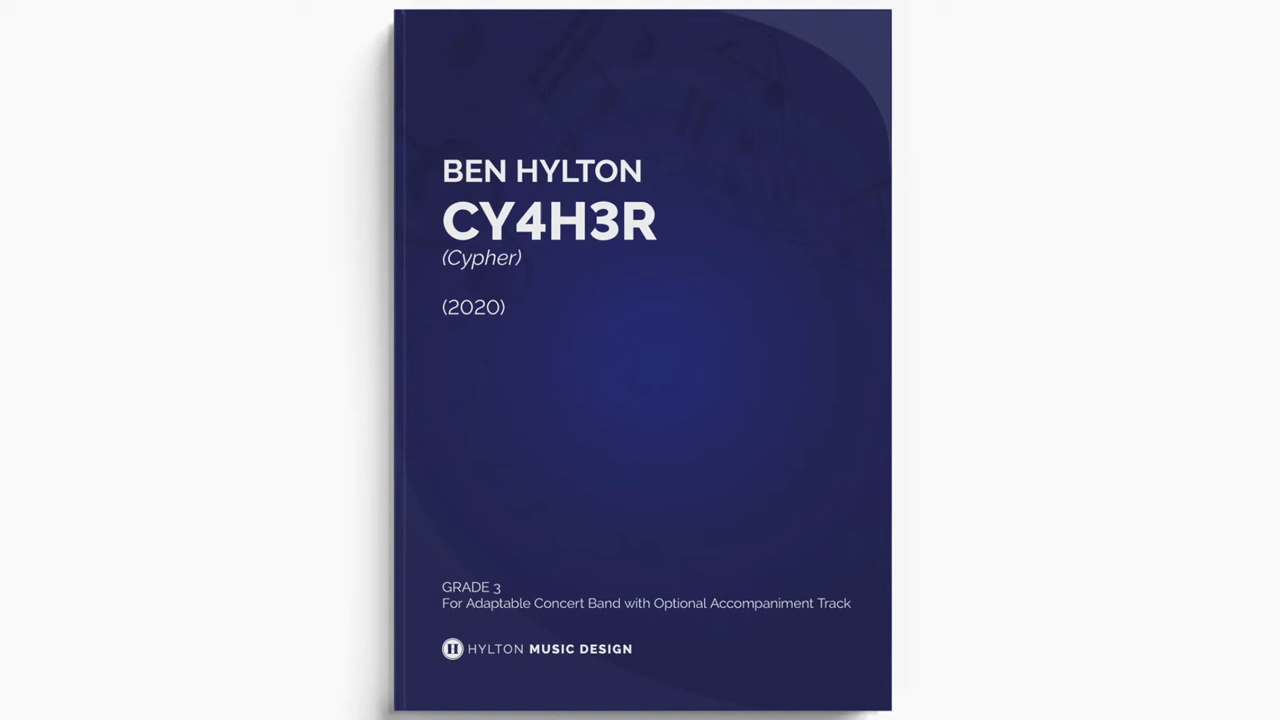 BEN HYLTON
CY4H3R
(Cypher)
(2020)
GRADE 3
For Adaptable Concert Band with Optional Accompaniment Track
H HYLTON MUSIC DESIGN